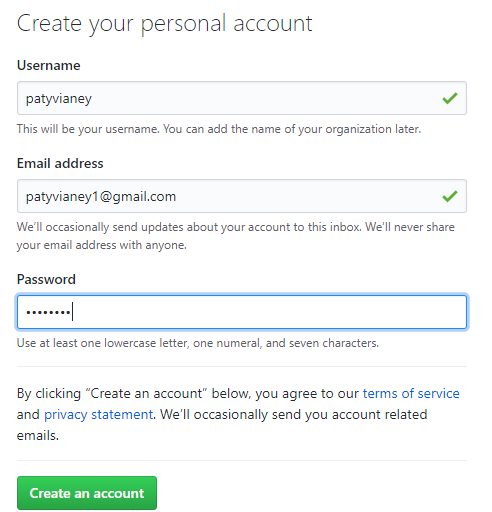 Create your personal account
Username
patyvianey
This will be your username. You can add the name of your organization later.
Email address
patyvianey1@gmail.com
We’ll occasionally send updates about your account to this inbox. We’ll never share
your email address with anyone.
Password
••••••••
Use at least one lowercase letter, one numeral, and seven characters.
By clicking “Create an account” below, you agree to our terms of service
and privacy statement. We’ll occasionally send you account related
emails.
Create an account